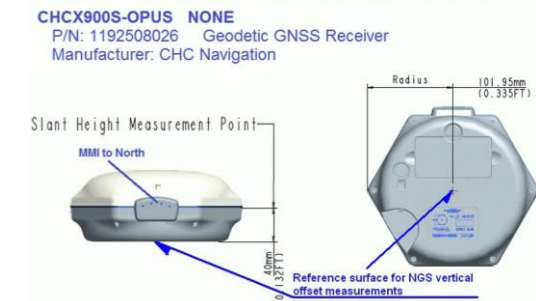 CHCX900S-OPUS NONE
P/N: 1192508026 Geodetic GNSS Receiver
Manufacturer: CHC Navigation
Radius
101.95mm
(0.335FT)
Slant Height Measurement Point
MMI to North
40mm
0.132FT)
Reference surface for NGS vertical
offset measurements